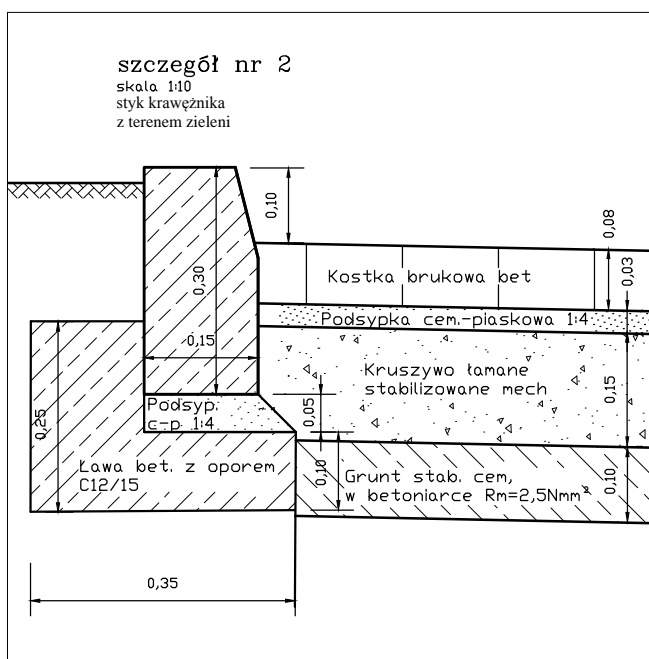 szczegół nr 2
skala 1:10
styk krawężnika
z terenem zieleni
0,10
0,08
0,03
Kostka brukowa bet
0,30
Podsypka cem.-piaskowa 1:4
0,15
Kruszywo łamane
stabilizowane mech
0,15
Podsyp.
c-p 1:4
0,05
0,25
Ława bet. z oporem
C12/15
0,10
Grunt stab. cem,
w betoniarce Rm=2,5Nmm²
0,10
0,35